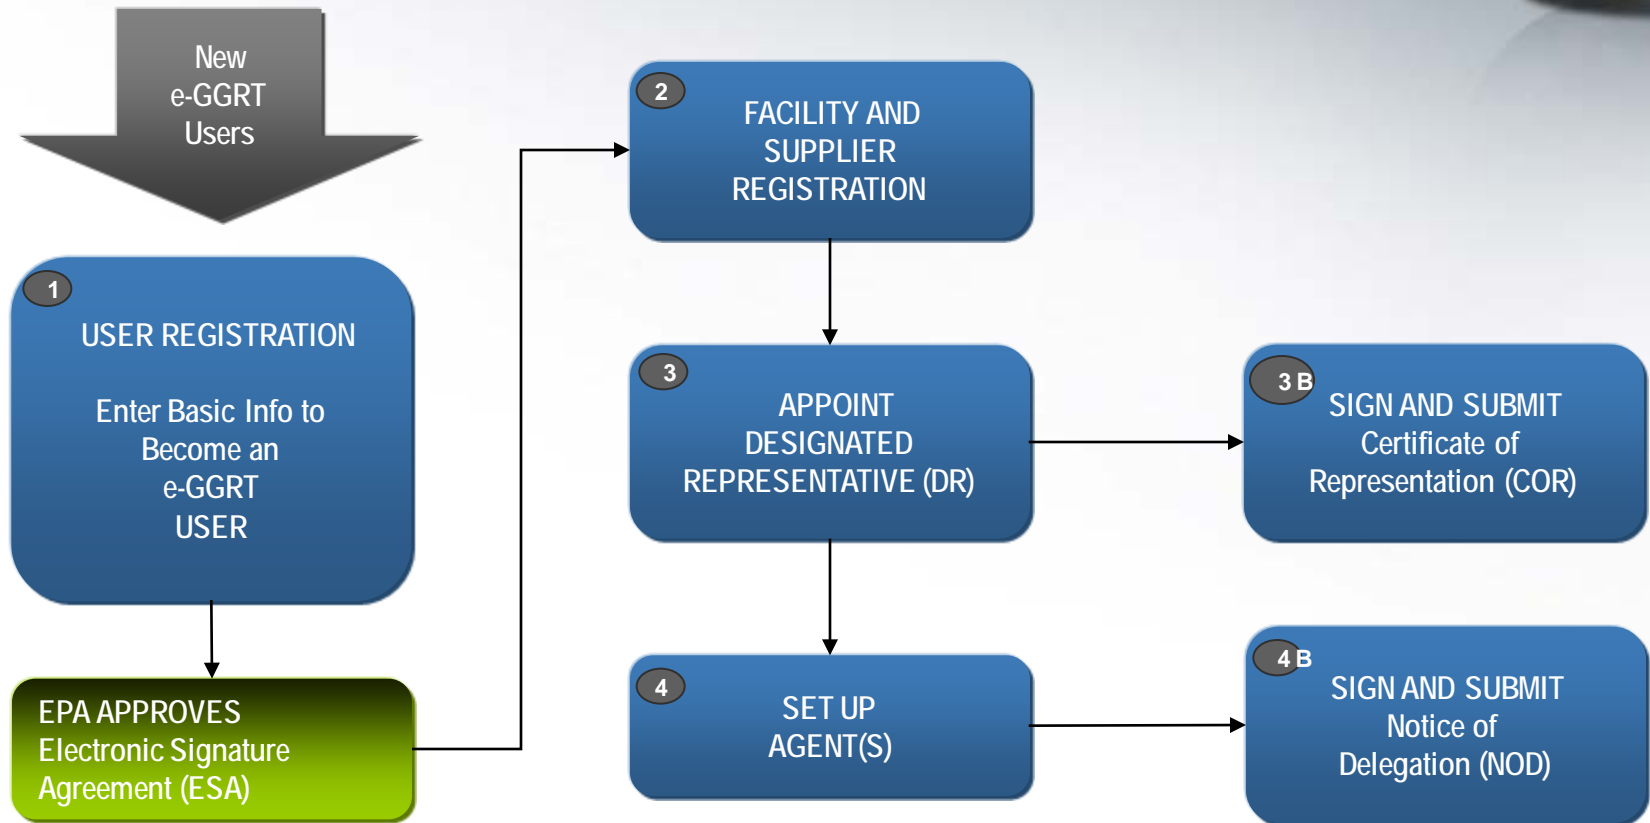 New
e-GGRT
Users
1
USER REGISTRATION
Enter Basic Info to
Become an
e-GGRT
USER
EPA APPROVES
Electronic Signature
Agreement (ESA)
2
FACILITY AND
SUPPLIER
REGISTRATION
3
APPOINT
DESIGNATED
REPRESENTATIVE (DR)
3 B
SIGN AND SUBMIT
Certificate of
Representation (COR)
4
SET UP
AGENT(S)
4 B
SIGN AND SUBMIT
Notice of
Delegation (NOD)